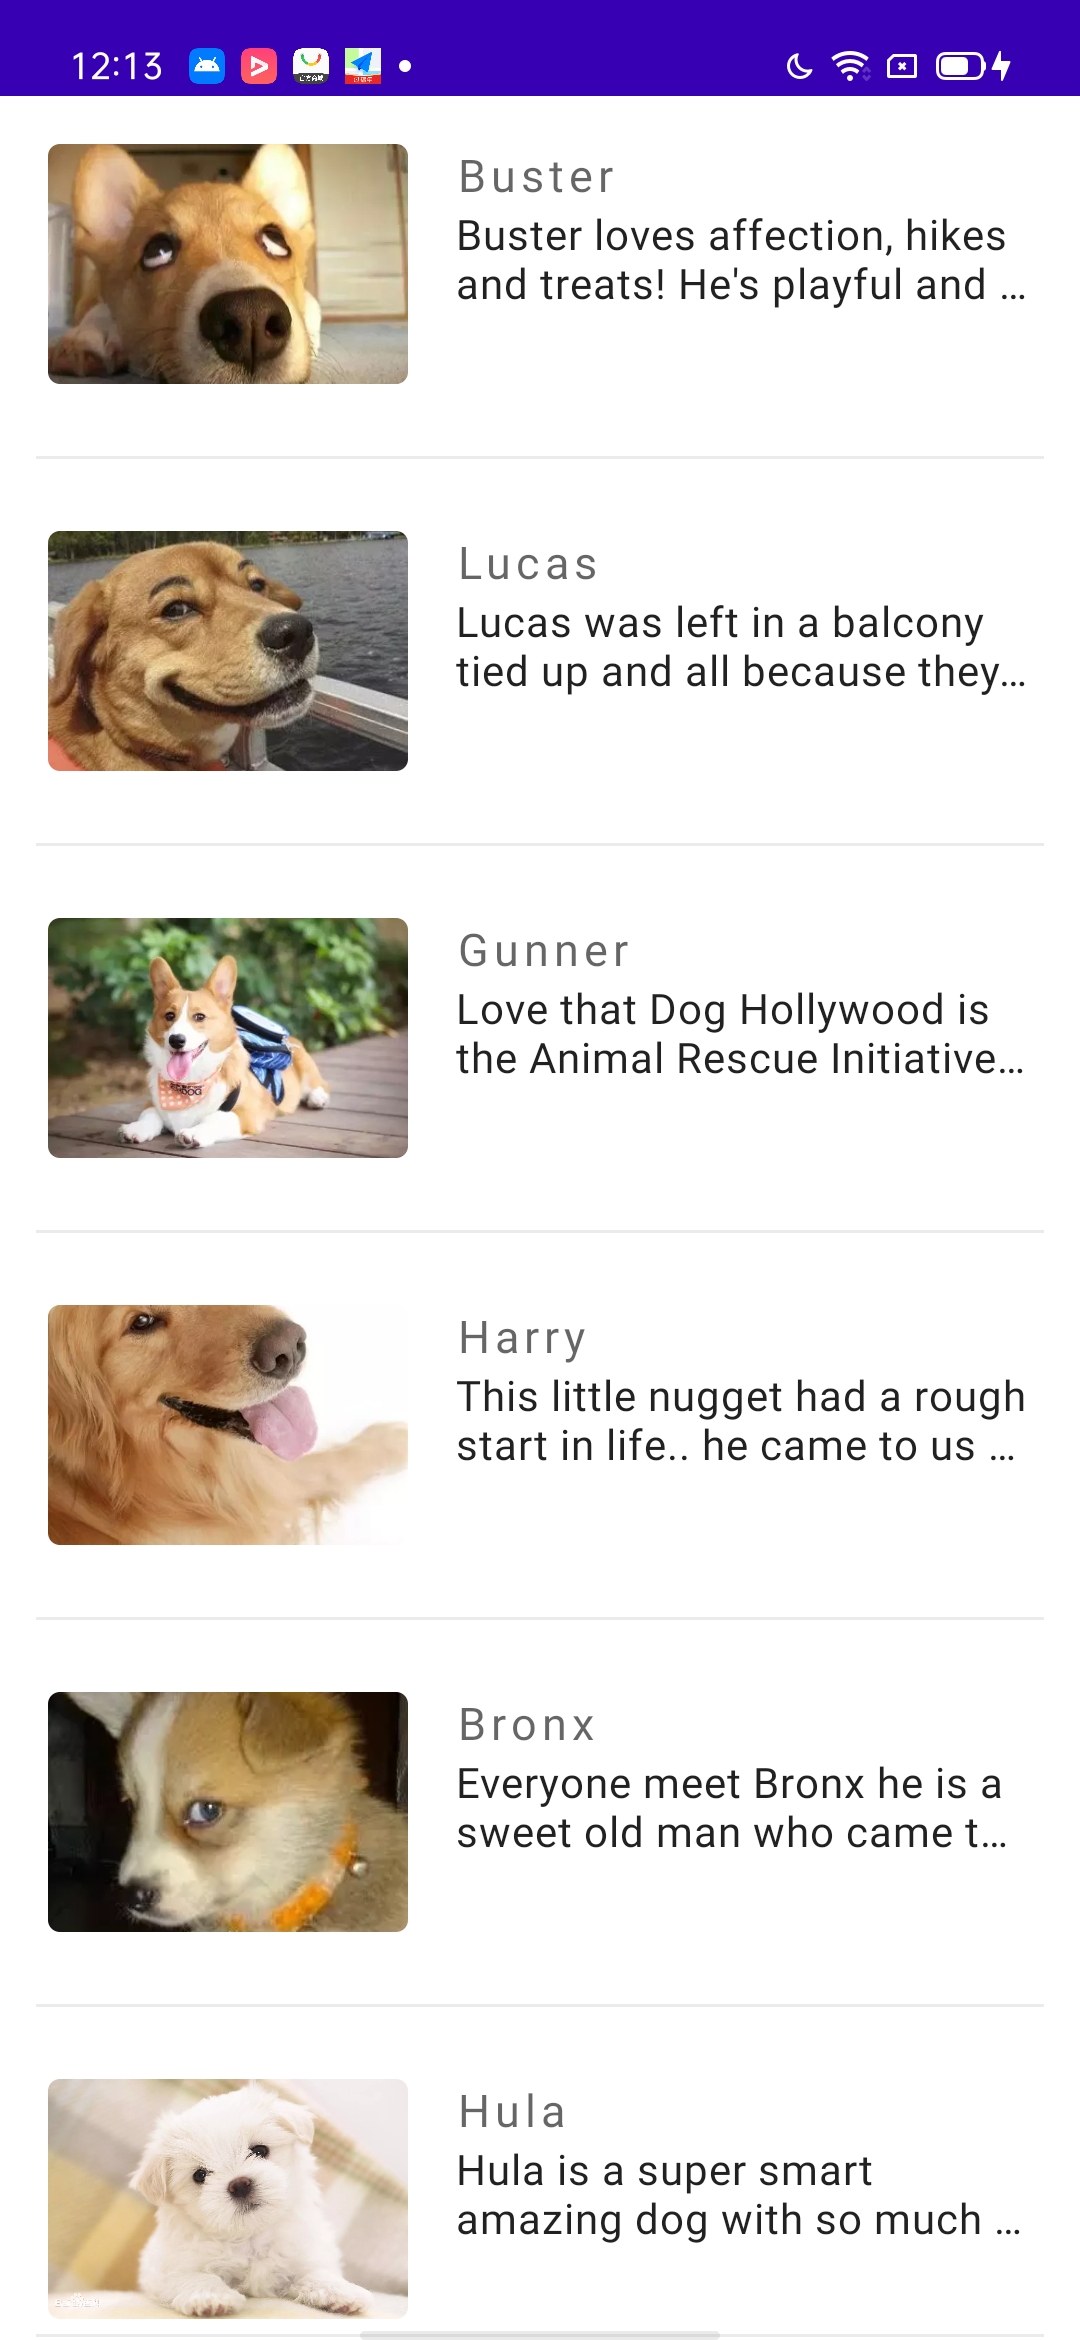 12:13
Buster
Buster loves affection, hikes
and treats! He's playful and …
Lucas
Lucas was left in a balcony
tied up and all because they…
Gunner
Love that Dog Hollywood is
the Animal Rescue Initiative…
Harry
This little nugget had a rough
start in life.. he came to us …
Bronx
Everyone meet Bronx he is a
sweet old man who came t…
Hula
Hula is a super smart
amazing dog with so much …